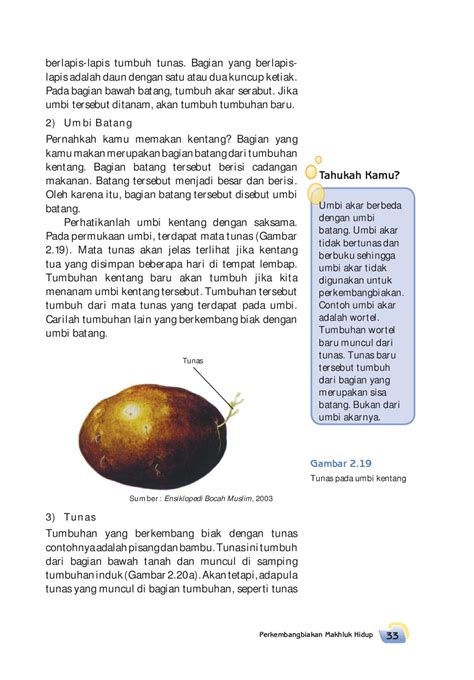 berlapis-lapis tumbuh tunas. Bagian yang berlapis-
lapis adalah daun dengan satu atau dua kuncup ketiak.
Pada bagian bawah batang, tumbuh akar serabut. Jika
umbi tersebut ditanam, akan tumbuh tumbuhan baru.
2) Umbi Batang
Pernahkah kamu memakan kentang? Bagian yang
kamu makan merupakan bagian batang dari tumbuhan
kentang. Bagian batang tersebut berisi cadangan
makanan. Batang tersebut menjadi besar dan berisi.
Oleh karena itu, bagian batang tersebut disebut umbi
batang.
Perhatikanlah umbi kentang dengan saksama.
Pada permukaan umbi, terdapat mata tunas (Gambar
2.19). Mata tunas akan jelas terlihat jika kentang
tua yang disimpan beberapa hari di tempat lembap.
Tumbuhan kentang baru akan tumbuh jika kita
menanam umbi kentang tersebut. Tumbuhan tersebut
tumbuh dari mata tunas yang terdapat pada umbi.
Carilah tumbuhan lain yang berkembang biak dengan
umbi batang.
Tahukah Kamu?
Umbi akar berbeda
dengan umbi
batang. Umbi akar
tidak bertunas dan
berbuku sehingga
umbi akar tidak
digunakan untuk
perkembangbiakan.
Contoh umbi akar
adalah wortel.
Tumbuhan wortel
baru muncul dari
tunas. Tunas baru
tersebut tumbuh
dari bagian yang
merupakan sisa
batang. Bukan dari
umbi akarnya.
Tunas
Sumber : Ensiklopedi Bocah Muslim, 2003
Gambar 2.19
Tunas pada umbi kentang
3) Tunas
Tumbuhan yang berkembang biak dengan tunas
contohnya adalah pisang dan bambu. Tunas ini tumbuh
dari bagian bawah tanah dan muncul di samping
tumbuhan induk (Gambar 2.20a). Akan tetapi, ada pula
tunas yang muncul di bagian tumbuhan, seperti tunas
Perkembangbiakan Makhluk Hidup 33